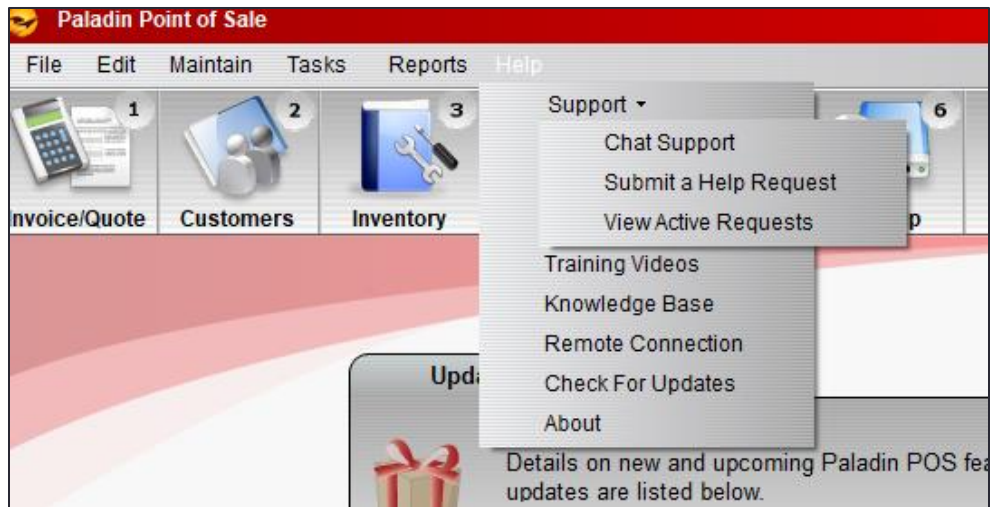 Paladin Point of Sale
File Edit Maintain Tasks Reports Help
1 2 3 6
Invoice/Quote Customers Inventory p
Support
Chat Support
Submit a Help Request
View Active Requests
Training Videos
Knowledge Base
Remote Connection
Check For Updates
About
Upda
Details on new and upcoming Paladin POS fea
updates are listed below.